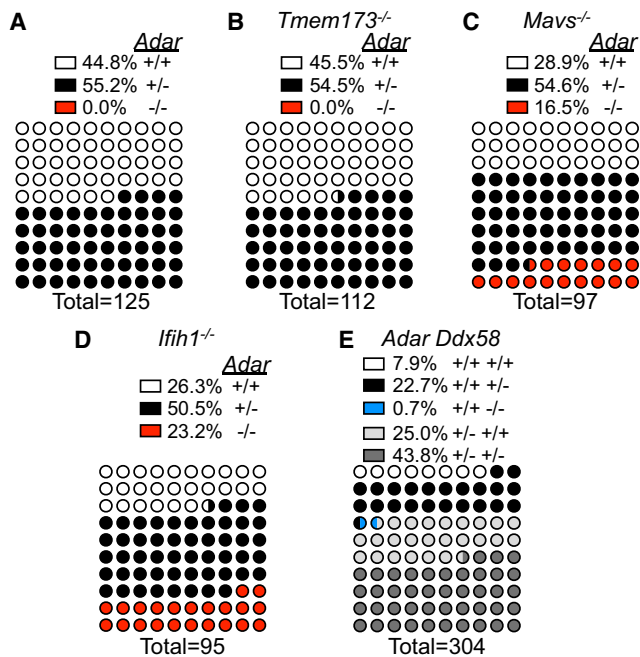 A
Adar
44.8% +/+
55.2% +/-
0.0% -/-
Total=125
B
Tmem173-/-
45.5% +/+
54.5% +/-
0.0% -/-
Total=112
C
Mavs-/-
28.9% +/+
54.6% +/-
16.5% -/-
Total=97
D
Ifih1-/-
Adar
26.3% +/+
50.5% +/-
23.2% -/-
Total=95
E
Adar Ddx58
7.9% +/+ +/+
22.7% +/+ +/-
0.7% +/+ -/-
25.0% +/- +/+
43.8% +/- +/-
Total=304